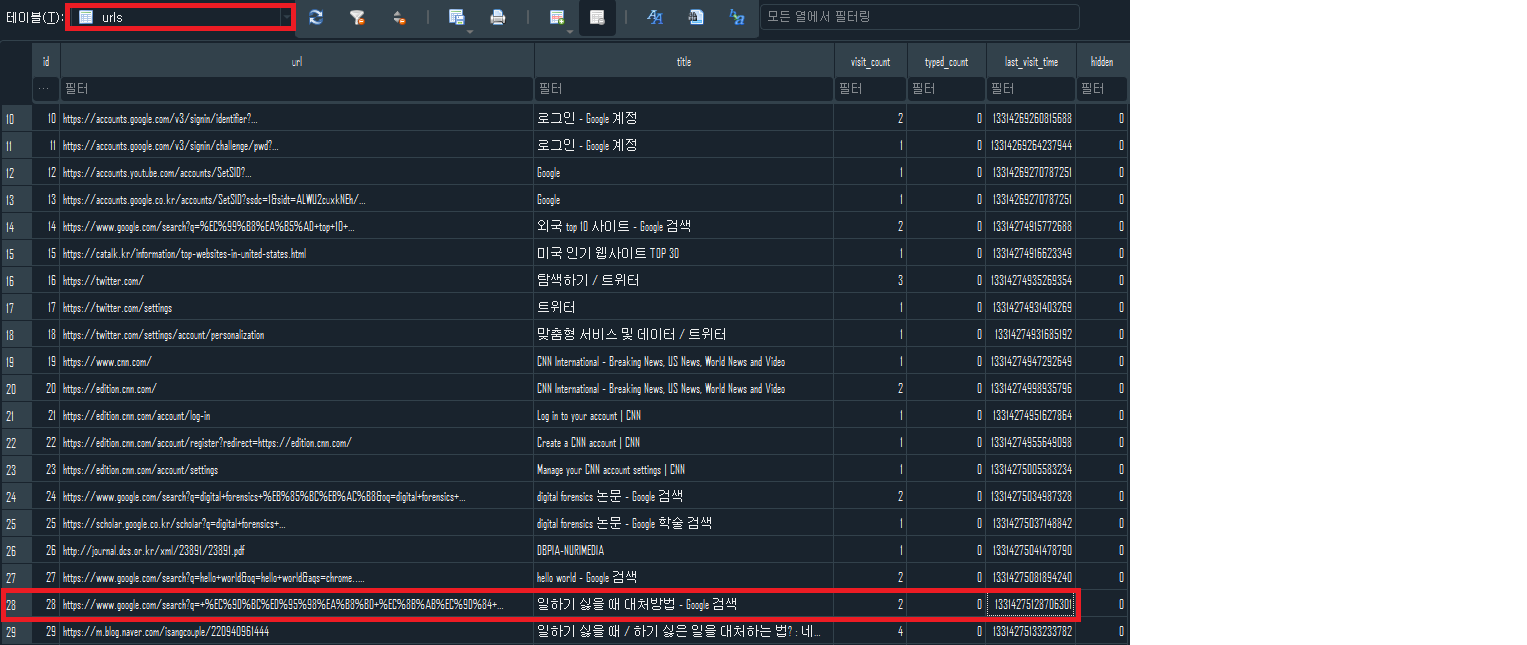 테이블(T): urls 모든 열에서 필터링
id url title visit_count typed_count last_visit_time hidden
... 필터 필터 필터 필터 필터 필터
10 10 https://accounts.google.com/v3/signin/identifier?... 로그인 - Google 계정 2 0 13314269260815688 0
11 11 https://accounts.google.com/v3/signin/challenge/pwd?... 로그인 - Google 계정 1 0 13314269264237944 0
12 12 https://accounts.youtube.com/accounts/SetSID?... Google 1 0 13314269270787251 0
13 13 https://accounts.google.co.kr/accounts/SetSID?ssdc=1&sidt=ALWU2cuxkNEh/... Google 1 0 13314269270787251 0
14 14 https://www.google.com/search?q=%EC%99%B8%EA%B5%AD+top+10+... 외국 top 10 사이트 - Google 검색 2 0 13314274915772688 0
15 15 https://catalk.kr/information/top-websites-in-united-states.html 미국 인기 웹사이트 TOP 30 1 0 13314274916623349 0
16 16 https://twitter.com/ 탐색하기 / 트위터 3 0 13314274935269354 0
17 17 https://twitter.com/settings 트위터 1 0 13314274931403269 0
18 18 https://twitter.com/settings/account/personalization 맞춤형 서비스 및 데이터 / 트위터 1 0 13314274931685192 0
19 19 https://www.cnn.com/ CNN International - Breaking News, US News, World News and Video 1 0 13314274947292649 0
20 20 https://edition.cnn.com/ CNN International - Breaking News, US News, World News and Video 2 0 13314274998935796 0
21 21 https://edition.cnn.com/account/log-in Log in to your account | CNN 1 0 13314274951627864 0
22 22 https://edition.cnn.com/account/register?redirect=https://edition.cnn.com/ Create a CNN account | CNN 1 0 13314274955649098 0
23 23 https://edition.cnn.com/account/settings Manage your CNN account settings | CNN 1 0 13314275005583234 0
24 24 https://www.google.com/search?q=digital+forensics+%EB%85%BC%EB%AC%B8&oq=digital+forensics+... digital forensics 논문 - Google 검색 2 0 13314275034987328 0
25 25 https://scholar.google.co.kr/scholar?q=digital+forensics+... digital forensics 논문 - Google 학술 검색 1 0 13314275037148842 0
26 26 http://journal.dcs.or.kr/xml/23891/23891.pdf DBPIA-NURIMEDIA 1 0 13314275041478790 0
27 27 https://www.google.com/search?q=hello+world&oq=hello+world&aqs=chrome..... hello world - Google 검색 2 0 13314275081894240 0
28 28 https://www.google.com/search?q=+%EC%9D%BC%ED%95%98%EA%B8%B0+%EC%8B%AB%EC%9D%84+... 일하기 싫을 때 대처방법 - Google 검색 2 0 13314275128706301 0
29 29 https://m.blog.naver.com/isangcouple/220940961444 일하기 싫을 때 / 하기 싫은 일을 대처하는 법? : 네... 4 0 13314275133233782 0